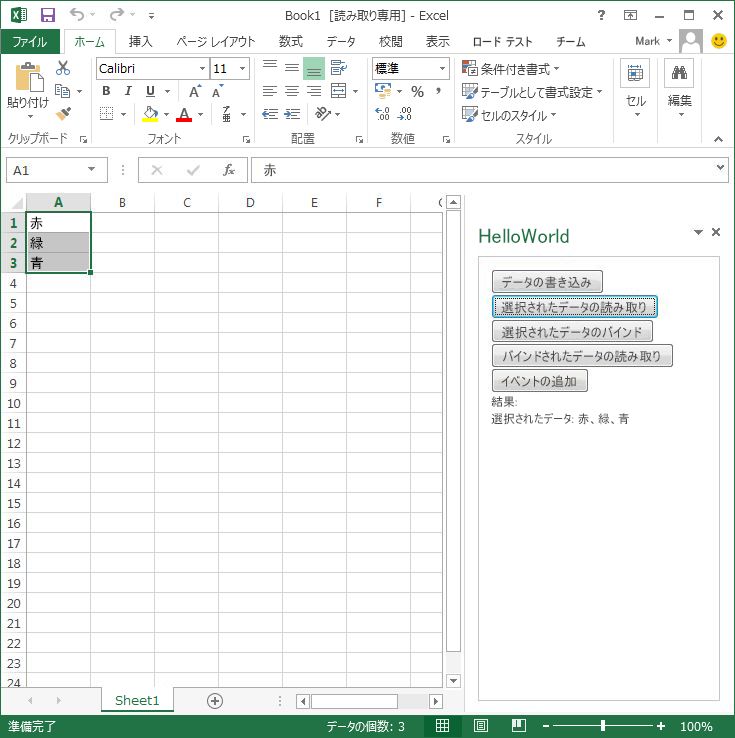 Book1 [読み取り専用] - Excel
?
ファイル ホーム 挿入 ページ レイアウト 数式 データ 校閲 表示 ロード テスト チーム Mark
貼り付け
Calibri 11
B I U A A
A 亜
標準
% ,
.00 .0
条件付き書式
テーブルとして書式設定
セルのスタイル
セル
編集
クリップボード フォント 配置 数値 スタイル
A1 fx 赤
A B C D E F
1 赤
2 緑
3 青
4
5
6
7
8
9
10
11
12
13
14
15
16
17
18
19
20
21
22
23
24
HelloWorld
データの書き込み
選択されたデータの読み取り
選択されたデータのバインド
バインドされたデータの読み取り
イベントの追加
結果:
選択されたデータ: 赤、緑、青
Sheet1
準備完了 データの個数: 3 100%